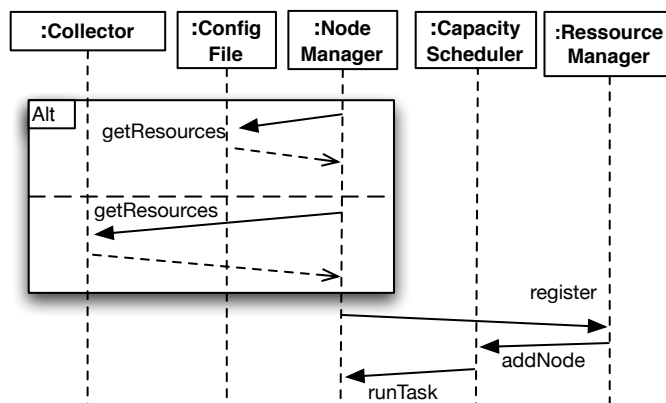 :Collector
:Config
File
:Node
Manager
:Capacity
Scheduler
:Ressource
Manager
Alt
getResources
getResources
register
addNode
runTask